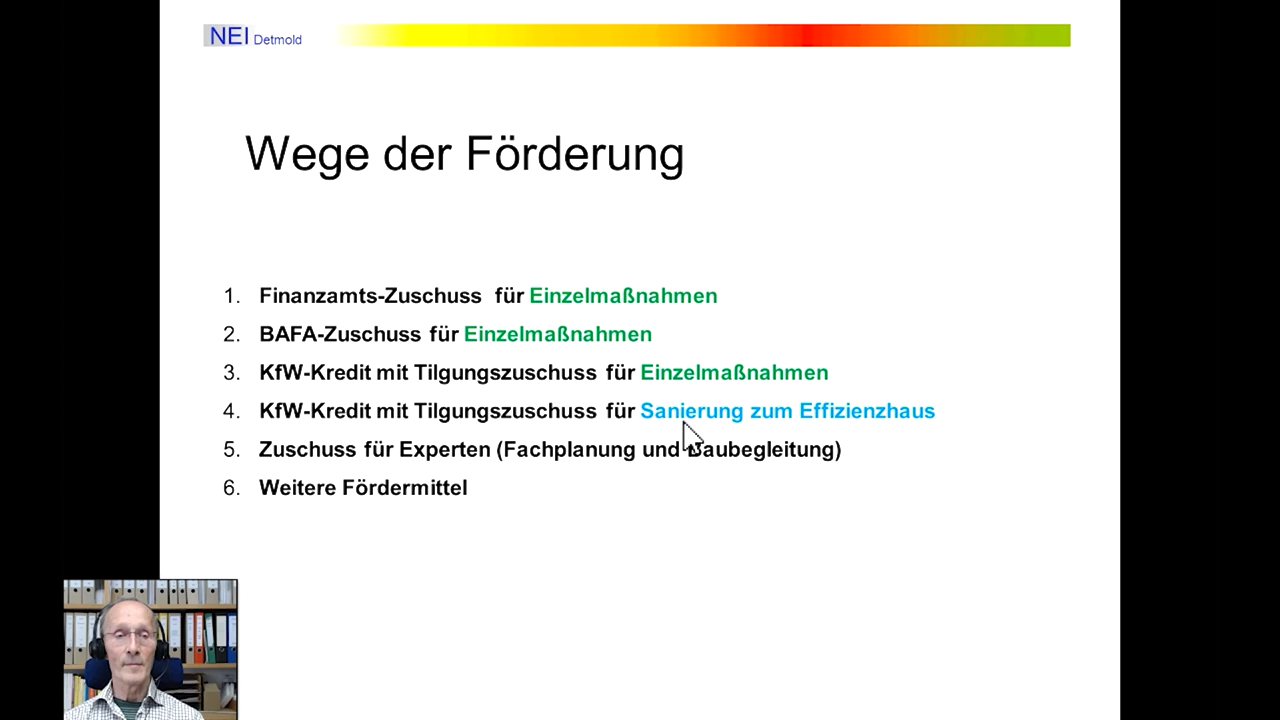 NEI Detmold
Wege der Förderung
1. Finanzamts-Zuschuss für Einzelmaßnahmen
2. BAFA-Zuschuss für Einzelmaßnahmen
3. KfW-Kredit mit Tilgungszuschuss für Einzelmaßnahmen
4. KfW-Kredit mit Tilgungszuschuss für Sanierung zum Effizienzhaus
5. Zuschuss für Experten (Fachplanung und Baubegleitung)
6. Weitere Fördermittel